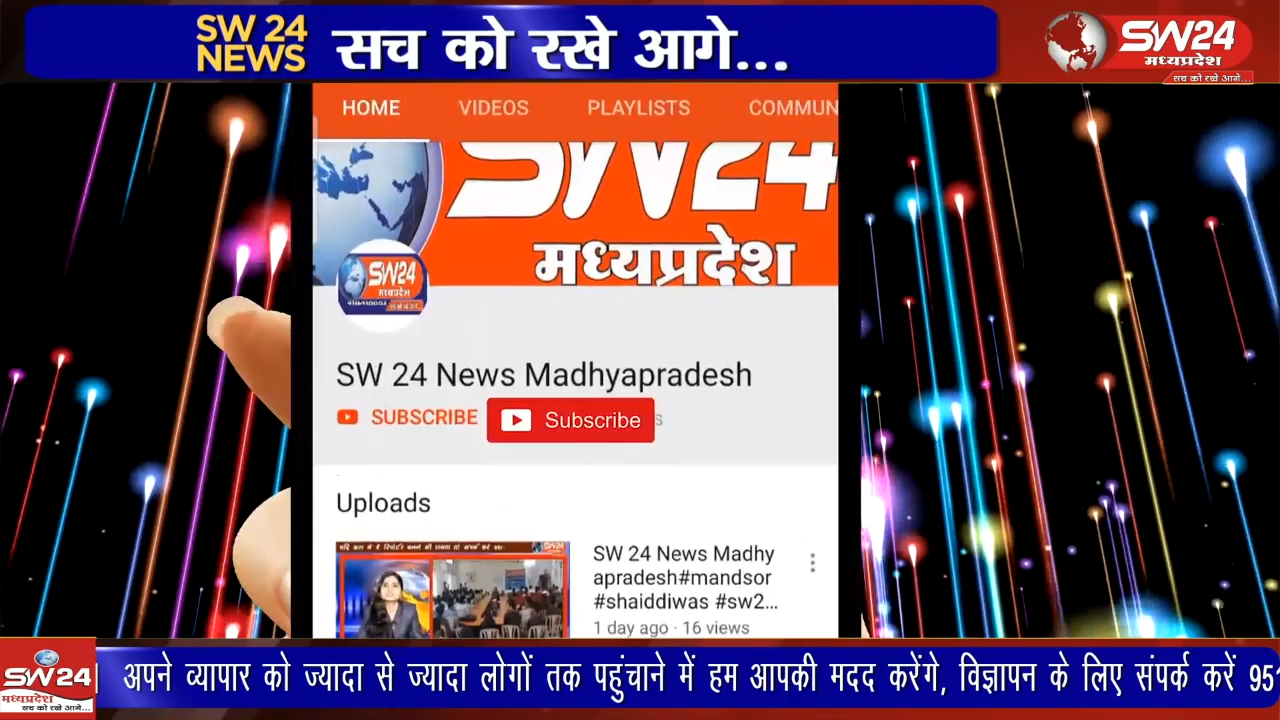 SW 24
NEWS
सच को रखे आगे...
SW24
मध्यप्रदेश
सच को रखे आगे...
HOME VIDEOS PLAYLISTS COMMUN
SW24
मध्यप्रदेश
SW24
मध्यप्रदेश
SW 24 News Madhyapradesh
SUBSCRIBE Subscribe s
Uploads
SW 24 News Madhy
apradesh#mandsor
#shaiddiwas #sw2...
1 day ago · 16 views
SW24
मध्यप्रदेश
सच को रखे आगे...
अपने व्यापार को ज्यादा से ज्यादा लोगों तक पहुंचाने में हम आपकी मदद करेंगे, विज्ञापन के लिए संपर्क करें 951